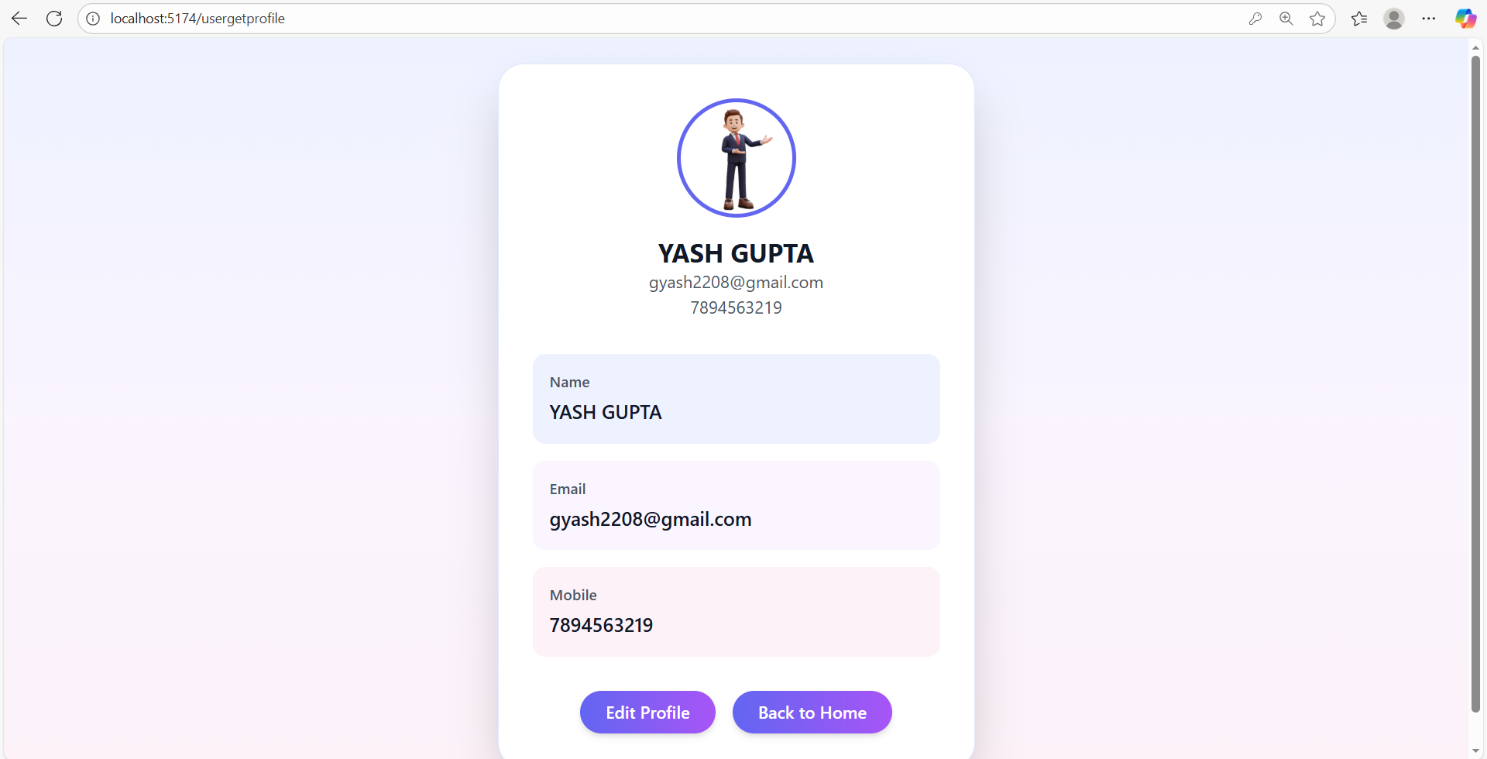 localhost:5174/usergetprofile
YASH GUPTA
gyash2208@gmail.com
7894563219
Name
YASH GUPTA
Email
gyash2208@gmail.com
Mobile
7894563219
Edit Profile
Back to Home